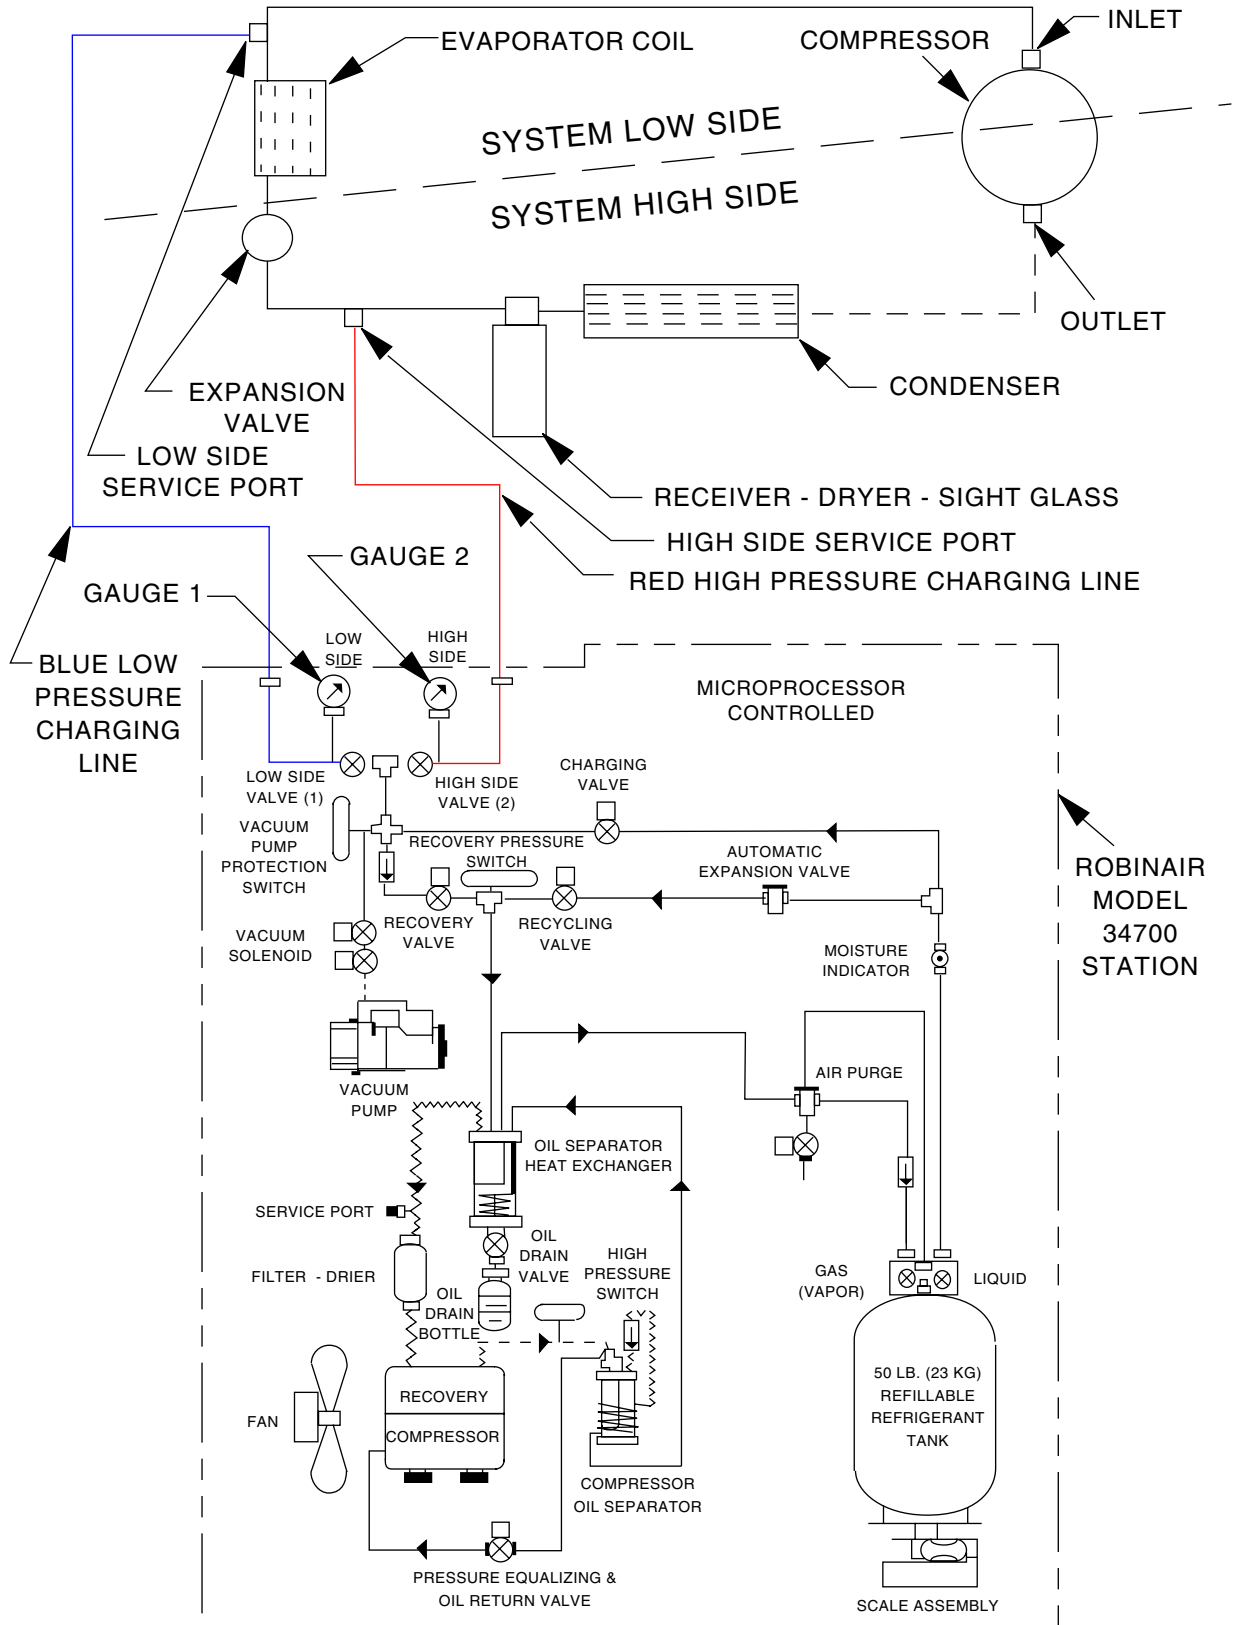 INLET
EVAPORATOR COIL
COMPRESSOR
SYSTEM LOW SIDE
SYSTEM HIGH SIDE
OUTLET
EXPANSION
VALVE
CONDENSER
LOW SIDE
SERVICE PORT
RECEIVER - DRYER - SIGHT GLASS
HIGH SIDE SERVICE PORT
RED HIGH PRESSURE CHARGING LINE
GAUGE 2
GAUGE 1
BLUE LOW
PRESSURE
CHARGING
LINE
LOW
SIDE
HIGH
SIDE
MICROPROCESSOR
CONTROLLED
LOW SIDE
VALVE (1)
HIGH SIDE
VALVE (2)
CHARGING
VALVE
VACUUM
PUMP
PROTECTION
SWITCH
RECOVERY PRESSURE
SWITCH
AUTOMATIC
EXPANSION VALVE
ROBINAIR
MODEL
34700
STATION
RECOVERY
VALVE
RECYCLING
VALVE
VACUUM
SOLENOID
MOISTURE
INDICATOR
VACUUM
PUMP
AIR PURGE
OIL SEPARATOR
HEAT EXCHANGER
SERVICE PORT
OIL
DRAIN
VALVE
HIGH
PRESSURE
SWITCH
FILTER - DRIER
OIL
DRAIN
BOTTLE
GAS
(VAPOR)
LIQUID
50 LB. (23 KG)
REFILLABLE
REFRIGERANT
TANK
FAN
RECOVERY
COMPRESSOR
COMPRESSOR
OIL SEPARATOR
PRESSURE EQUALIZING &
OIL RETURN VALVE
SCALE ASSEMBLY